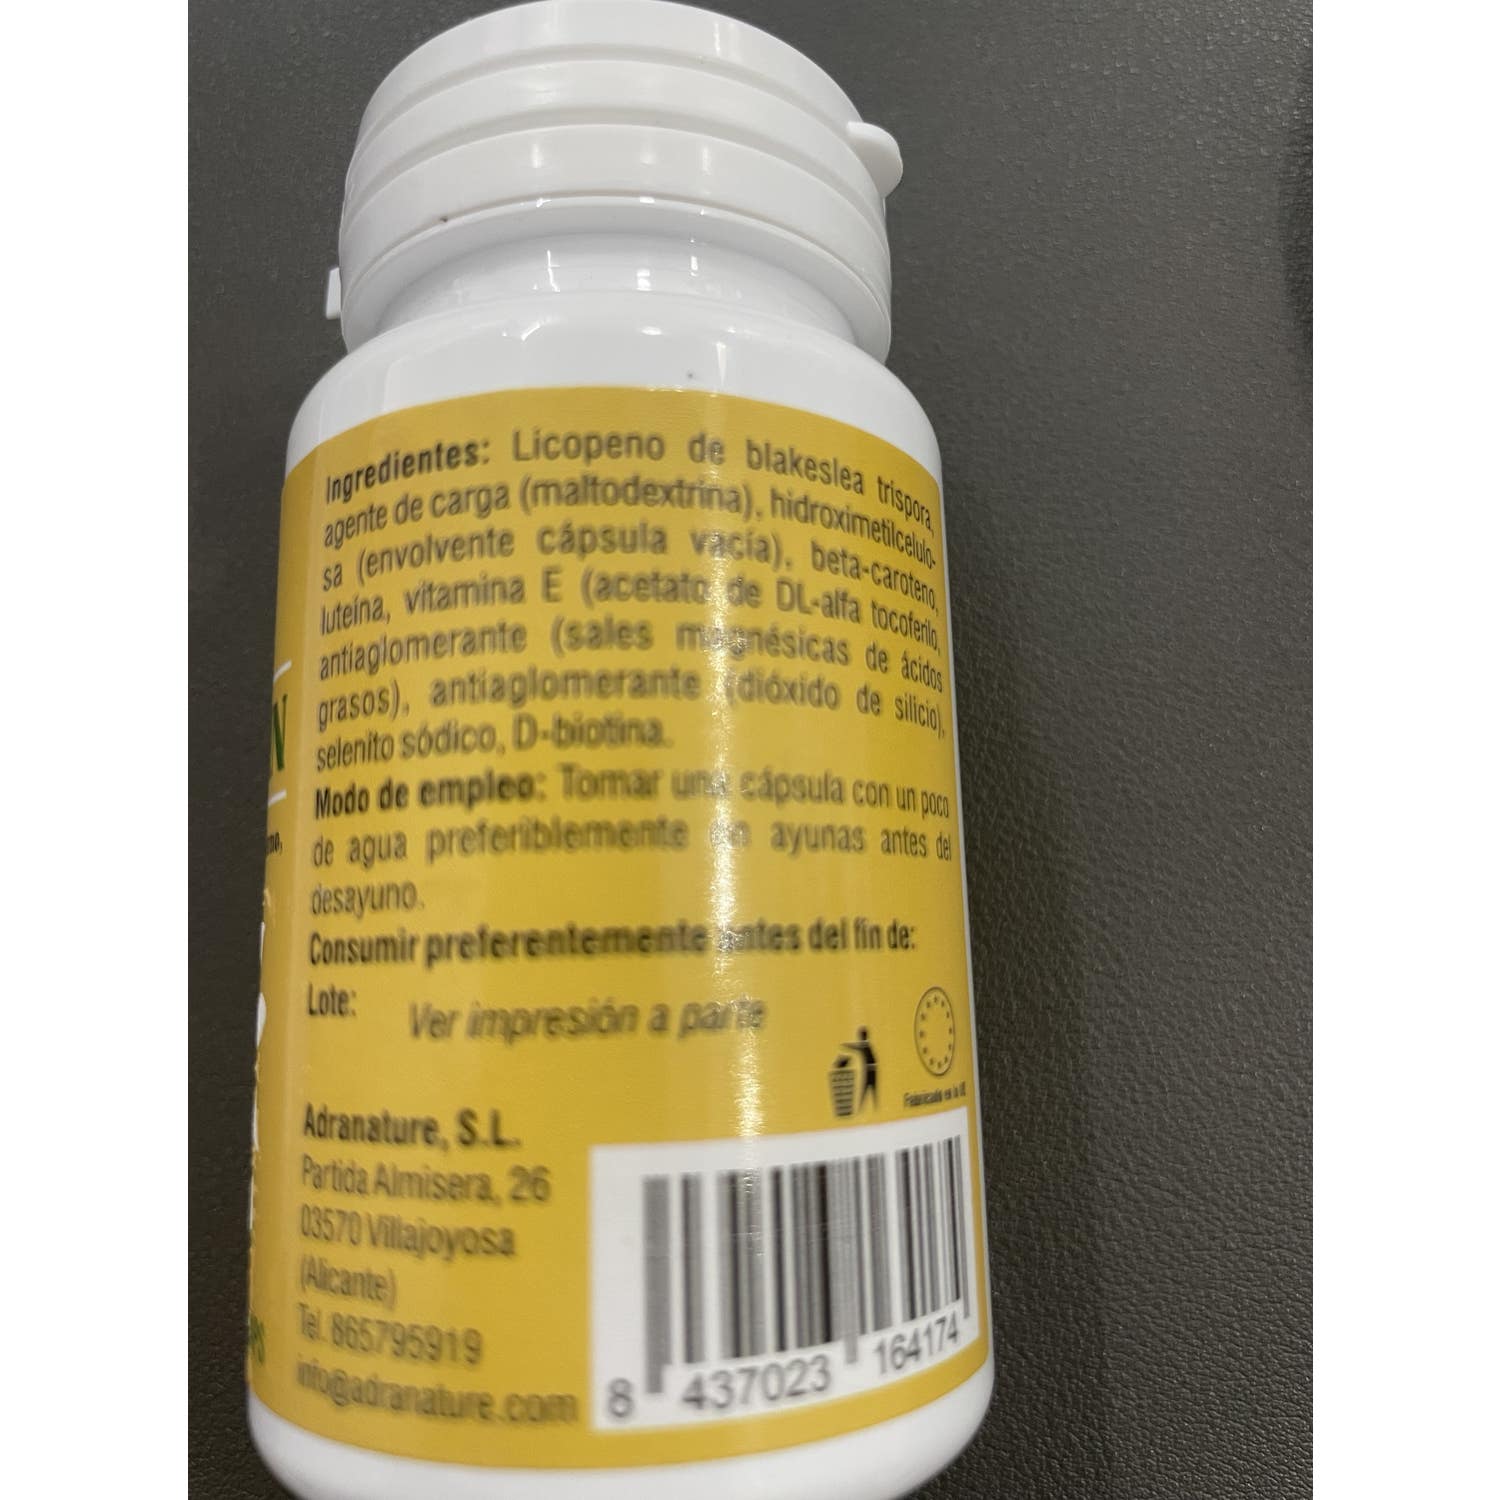 Ingredientes: Licopeno de blakeslea trispora,
agente de carga (maltodextrina), hidroximetilcelulo-
sa (envolvente cápsula vacía), beta-caroteno,
luteína, vitamina E (acetato de DL-alfa tocoferilo,
antiaglomerante (sales magnésicas de ácidos
grasos), antiaglomerante (dióxido de silicio),
selenito sódico, D-biotina.
Modo de empleo: Tomar una cápsula con un poco
de agua preferiblemente en ayunas antes del
desayuno.
Consumir preferentemente antes del fin de:
Lote:
Ver impresión a parte
Fabricado en la UE
Adranature, S.L.
Partida Almisera, 26
03570 Villajoyosa
(Alicante)
Tel. 865795919
info@adranature.com
8 437023 164174